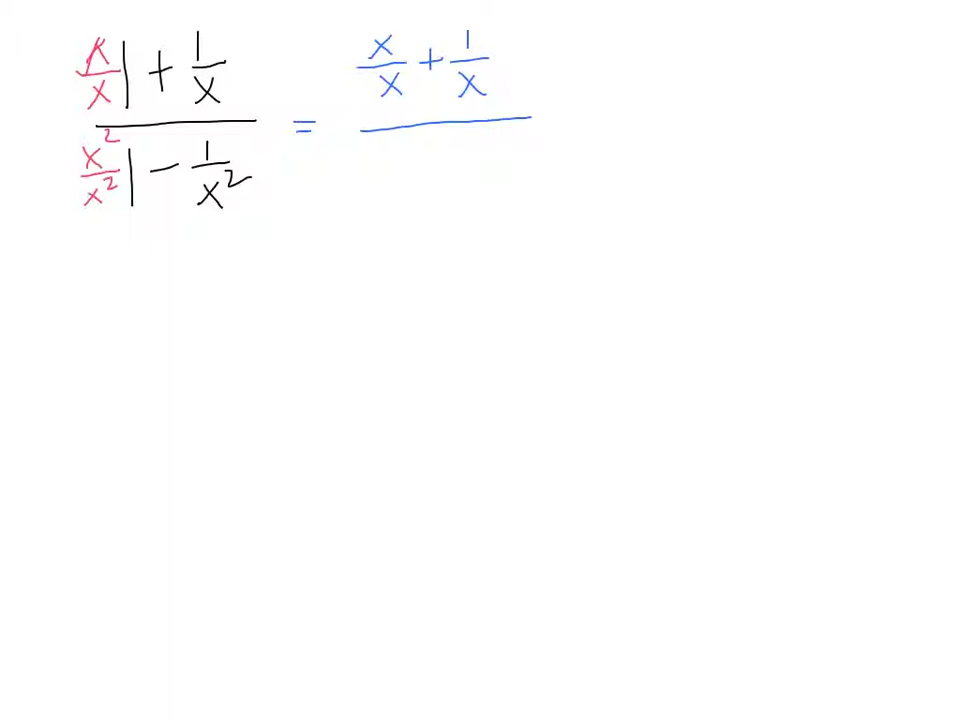 x/x 1 + 1/x = x/x + 1/x
x²/x² 1 − 1/x²